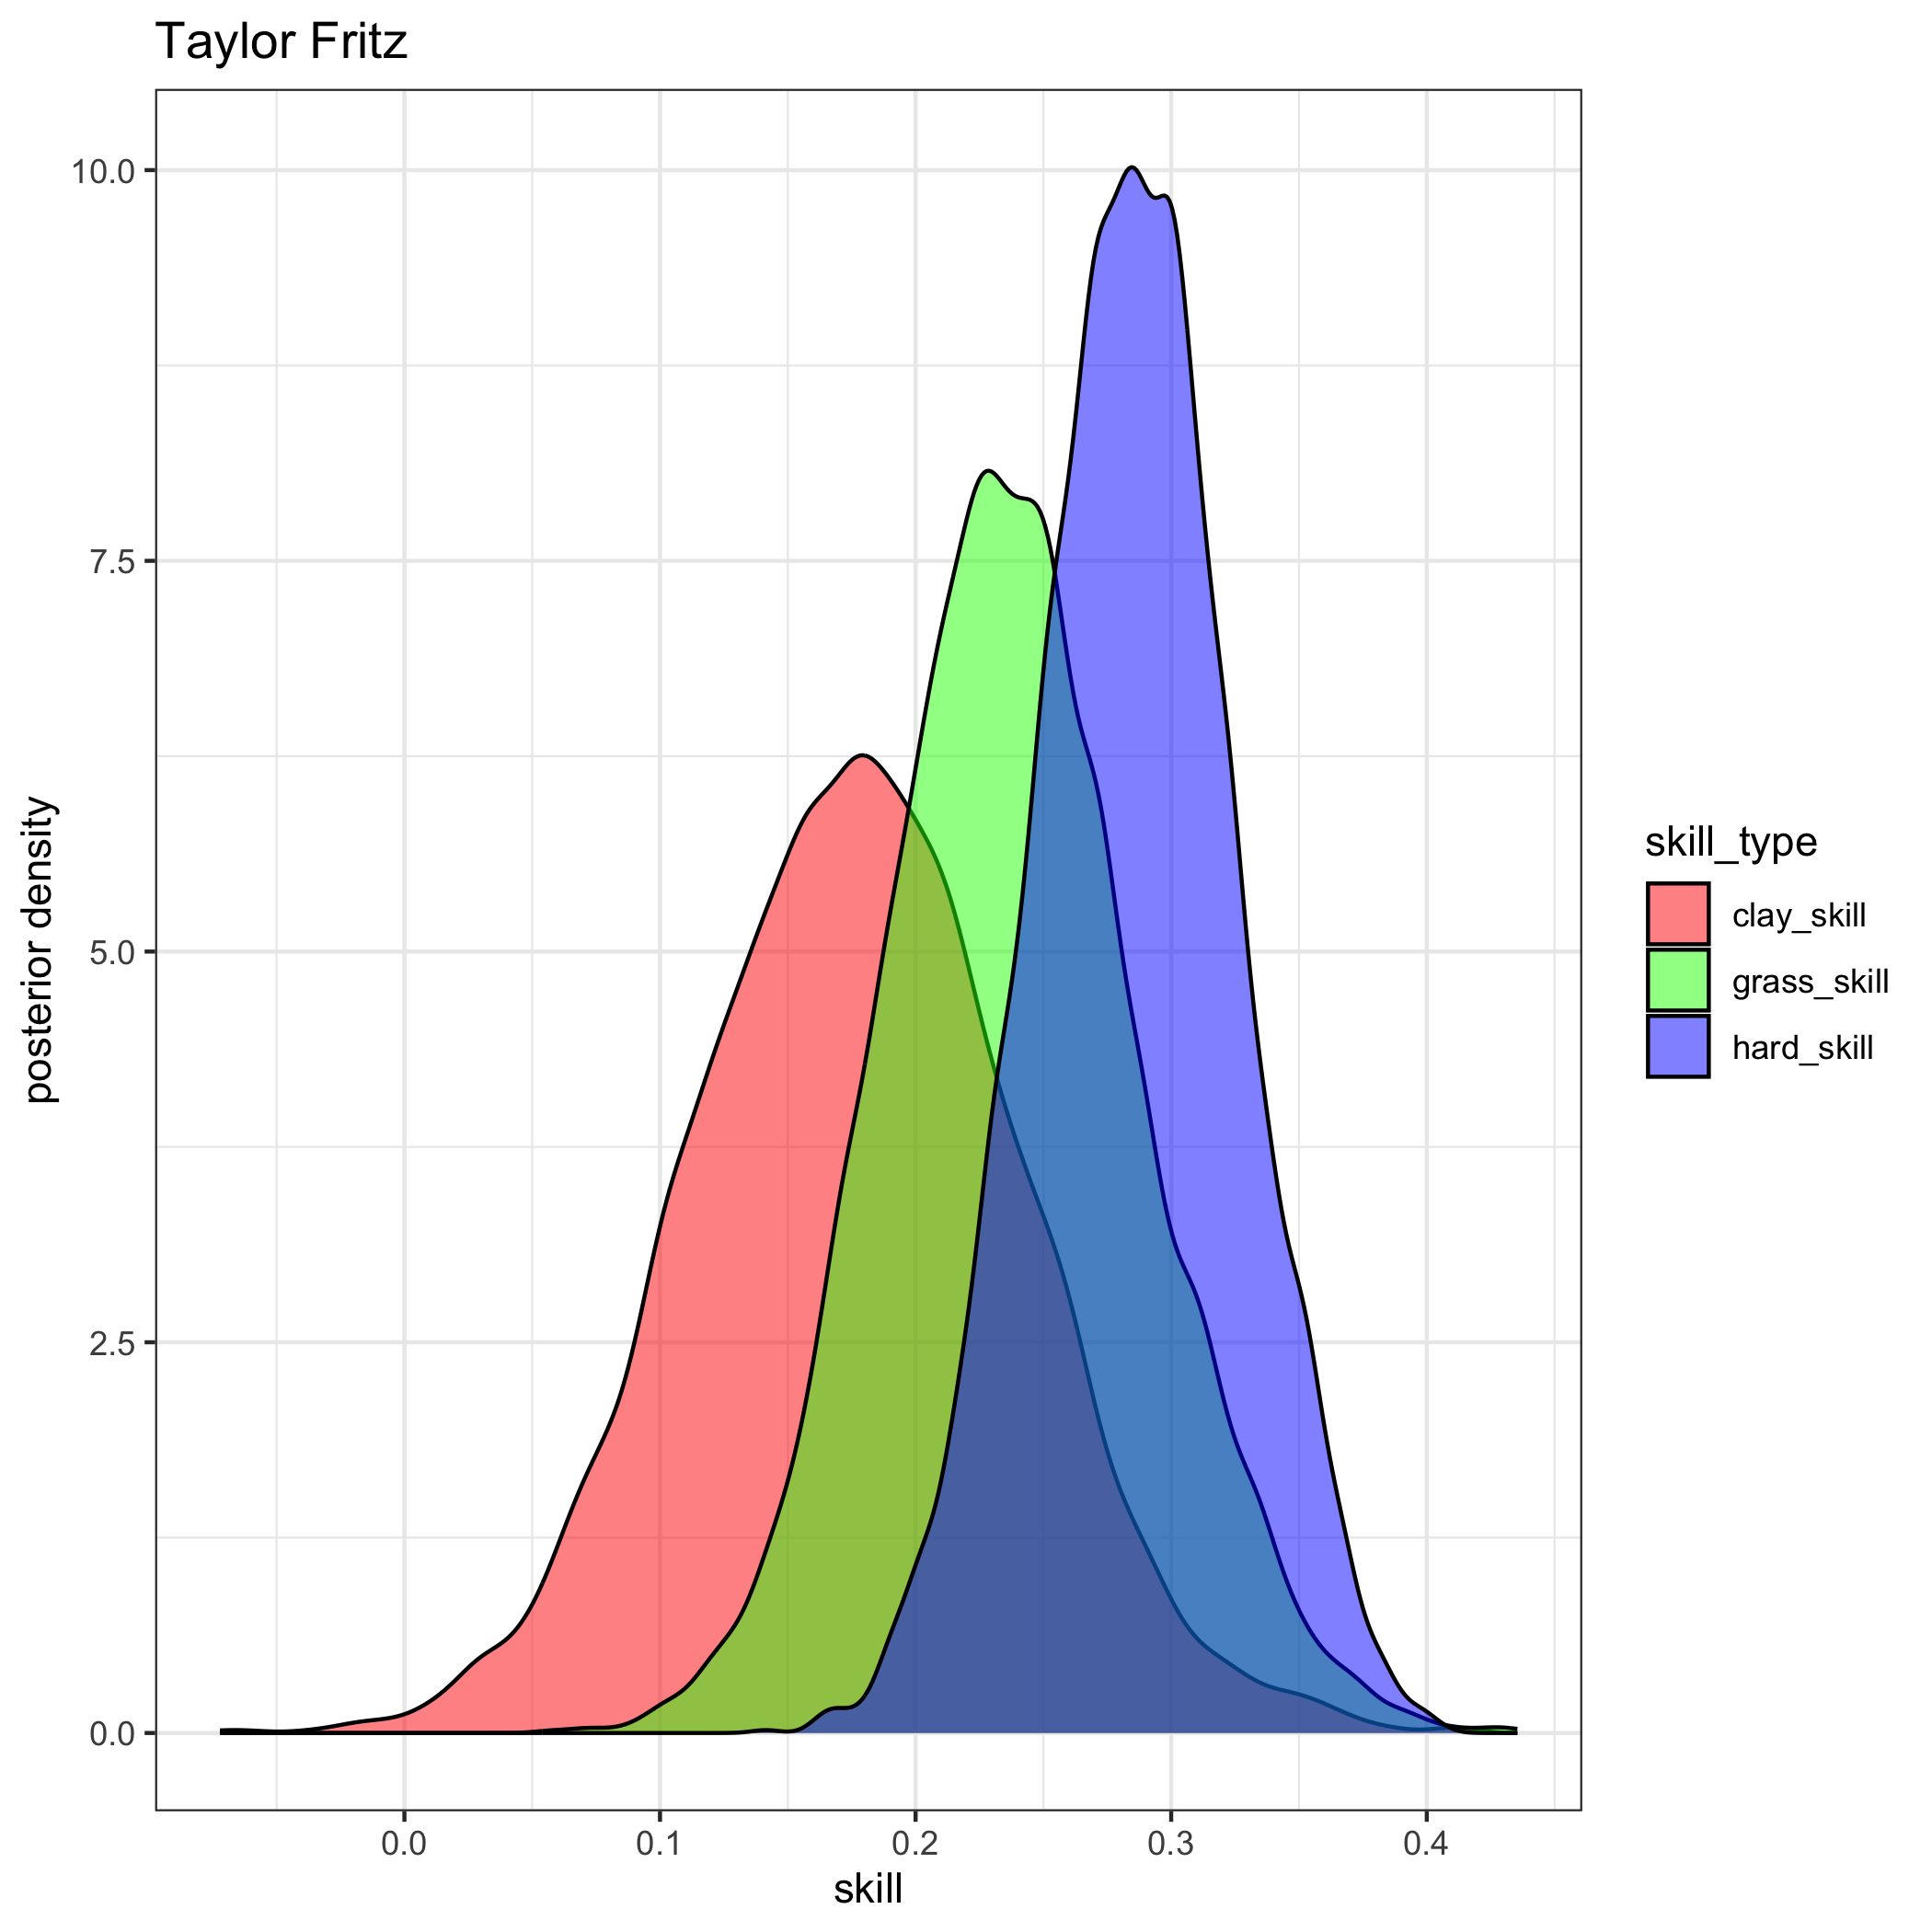 Taylor Fritz
10.0
7.5
5.0
2.5
0.0
posterior density
0.0 0.1 0.2 0.3 0.4
skill
skill_type
clay_skill
grass_skill
hard_skill